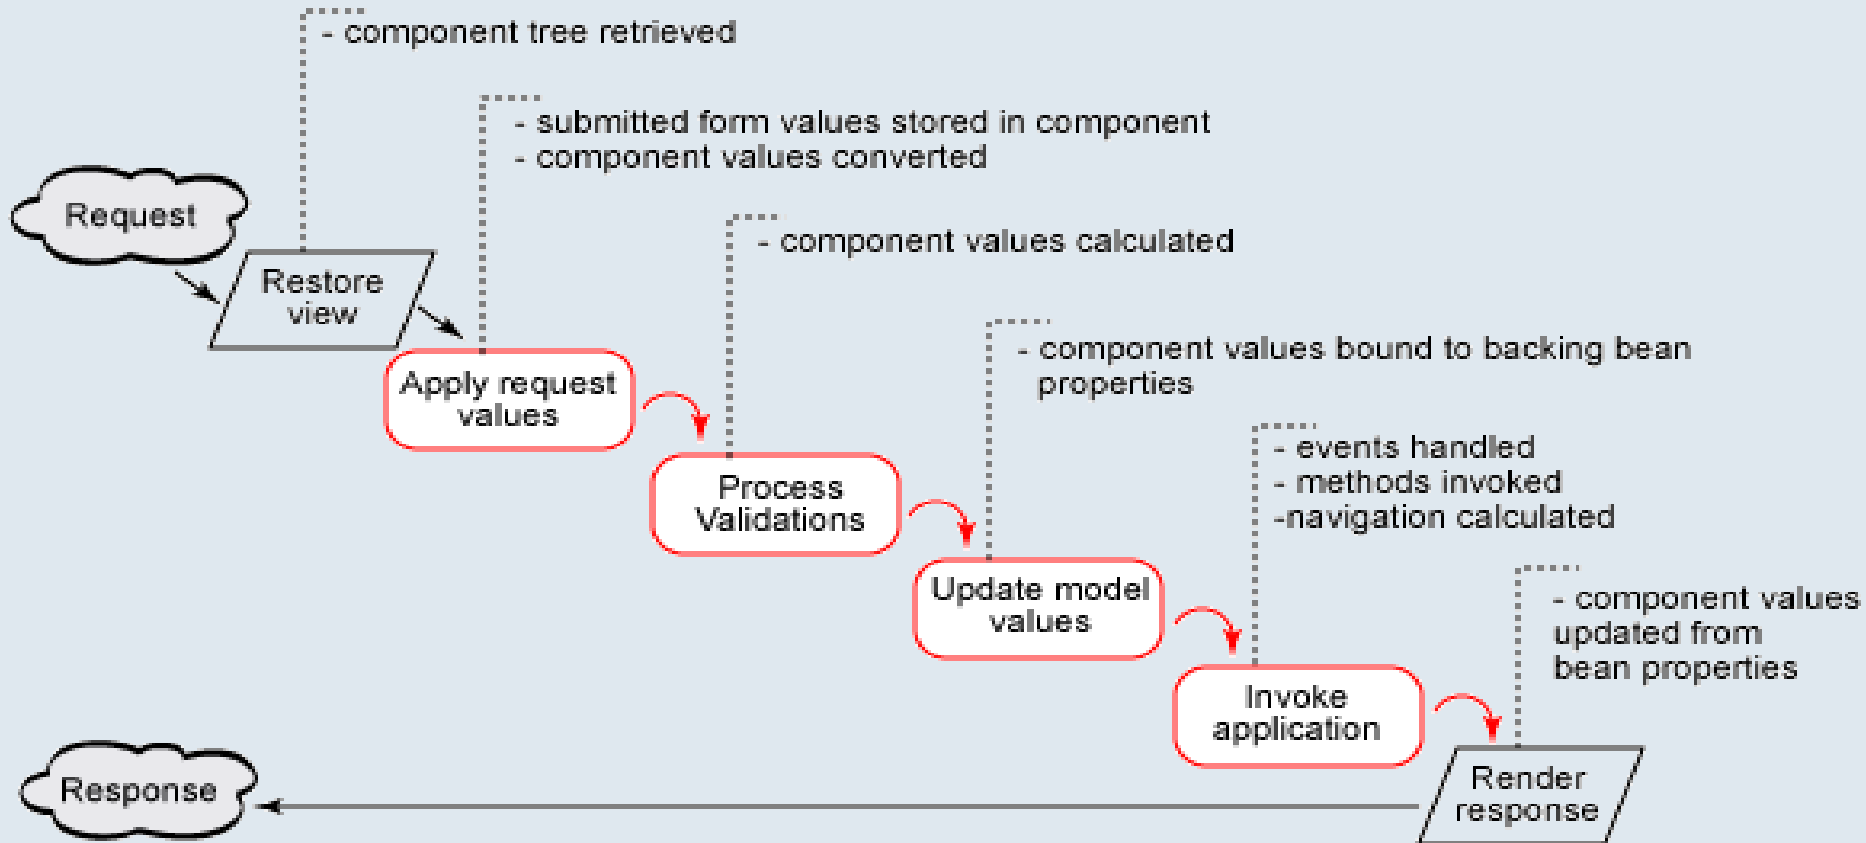 - component tree retrieved
- submitted form values stored in component
- component values converted
Request
- component values calculated
Restore
view
- component values bound to backing bean
properties
Apply request
values
- events handled
- methods invoked
-navigation calculated
Process
Validations
Update model
values
- component values
updated from
bean properties
Invoke
application
Response
Render
response